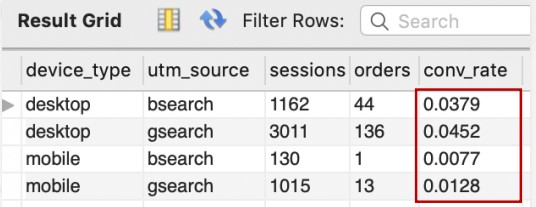 Result Grid Filter Rows: Search
device_type utm_source sessions orders conv_rate
desktop bsearch 1162 44 0.0379
desktop gsearch 3011 136 0.0452
mobile bsearch 130 1 0.0077
mobile gsearch 1015 13 0.0128